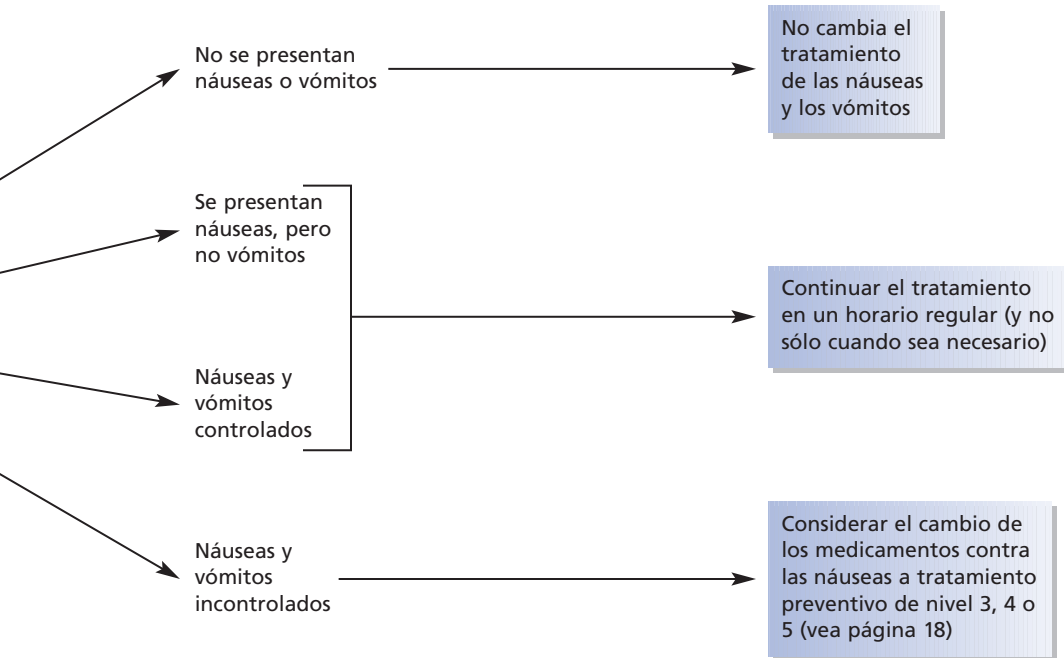 No se presentan
náuseas o vómitos
No cambia el
tratamiento
de las náuseas
y los vómitos
Se presentan
náuseas, pero
no vómitos
Náuseas y
vómitos
controlados
Continuar el tratamiento
en un horario regular (y no
sólo cuando sea necesario)
Náuseas y
vómitos
incontrolados
Considerar el cambio de
los medicamentos contra
las náuseas a tratamiento
preventivo de nivel 3, 4 o
5 (vea página 18)